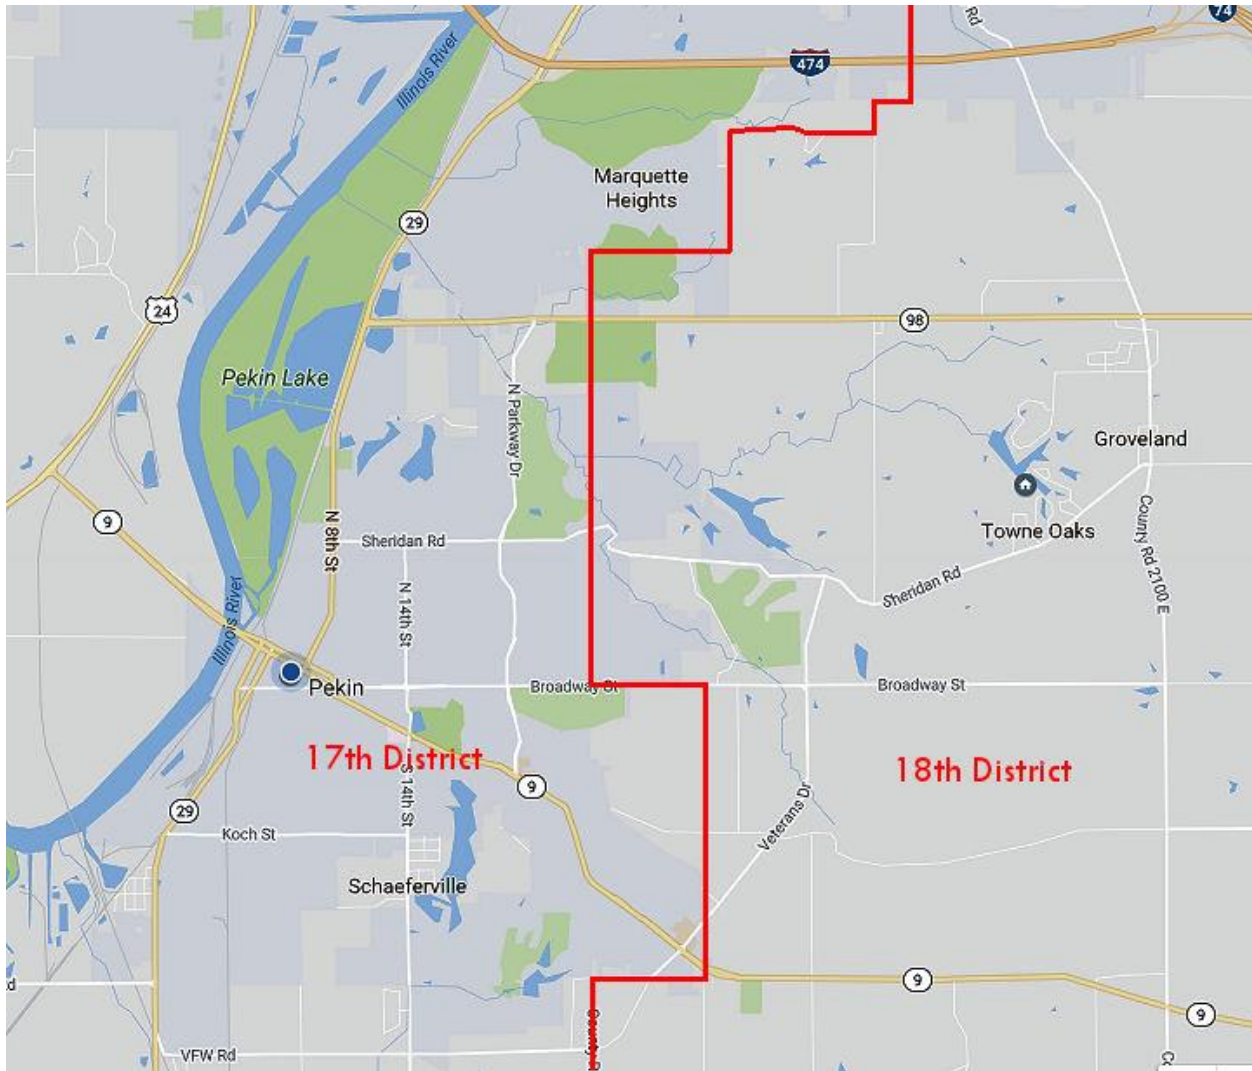 74
Rd
Illinois River
474
Marquette
Heights
29
24
98
Pekin Lake
N Parkway Dr
Groveland
9
N 8th St
Sheridan Rd
Towne Oaks
County Rd 2100 E
N 14th St
Sheridan Rd
Illinois River
Pekin
Broadway St
Broadway St
17th District
18th District
S 14th St
9
29
Koch St
Veterans Dr
Schaeferville
9
9
VFW Rd